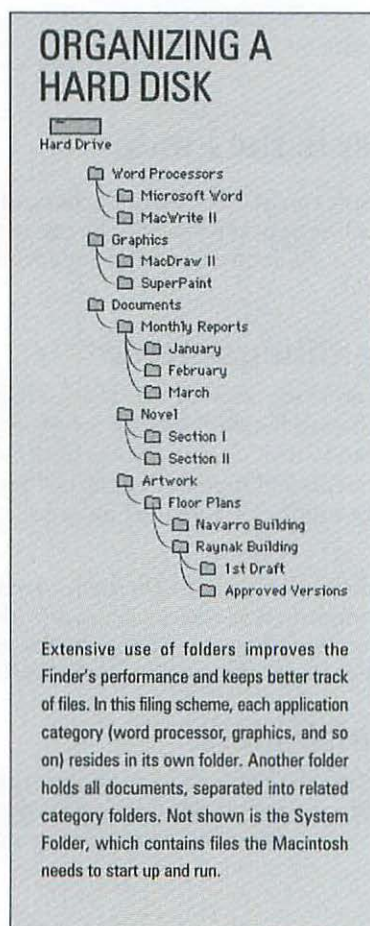 ORGANIZING A
HARD DISK
Hard Drive
Word Processors
Microsoft Word
MacWrite II
Graphics
MacDraw II
SuperPaint
Documents
Monthly Reports
January
February
March
Novel
Section I
Section II
Artwork
Floor Plans
Navarro Building
Raynak Building
1st Draft
Approved Versions
Extensive use of folders improves the
Finder's performance and keeps better track
of files. In this filing scheme, each application
category (word processor, graphics, and so
on) resides in its own folder. Another folder
holds all documents, separated into related
category folders. Not shown is the System
Folder, which contains files the Macintosh
needs to start up and run.